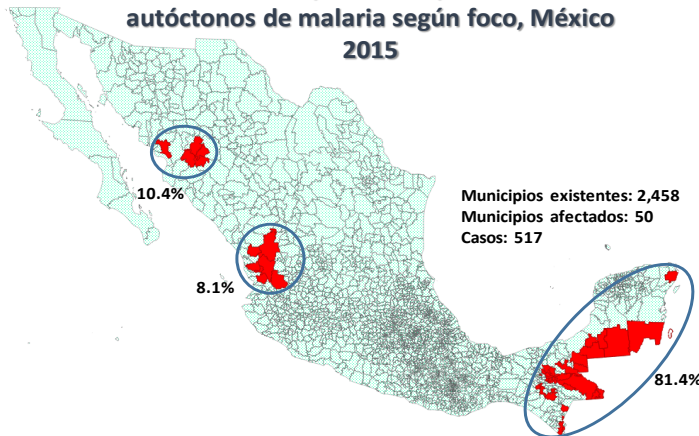 autóctonos de malaria según foco, México
2015
10.4%
Municipios existentes: 2,458
Municipios afectados: 50
Casos: 517
8.1%
81.4%